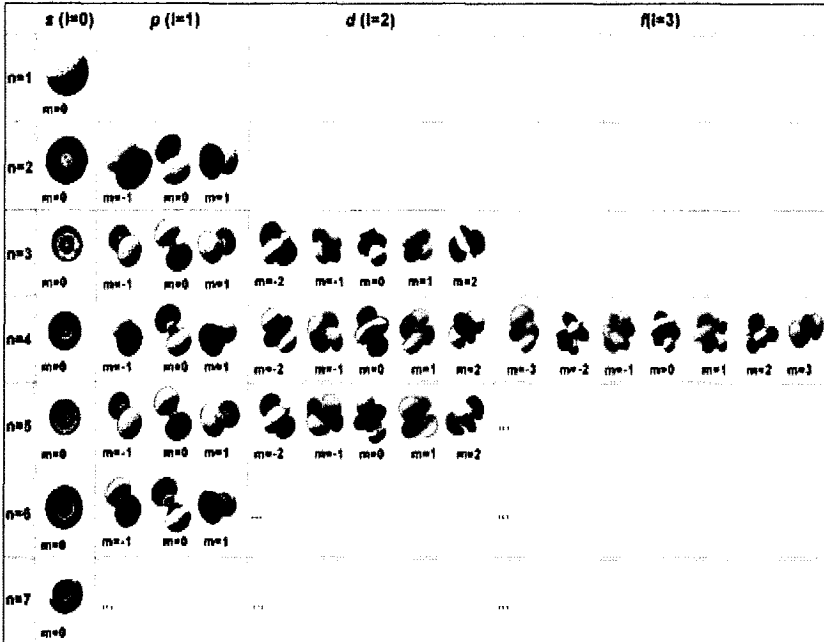 s (l=0) p (l=1) d (l=2) f(l=3)
n=1
m=0
n=2
m=0 m=-1 m=0 m=1
n=3
m=0 m=-1 m=0 m=1 m=-2 m=-1 m=0 m=1 m=2
n=4
m=0 m=-1 m=0 m=1 m=-2 m=-1 m=0 m=1 m=2 m=-3 m=-2 m=-1 m=0 m=1 m=2 m=3
n=5 ...
m=0 m=-1 m=0 m=1 m=-2 m=-1 m=0 m=1 m=2
n=6 ... ...
m=0 m=-1 m=0 m=1
n=7 ... ... ...
m=0